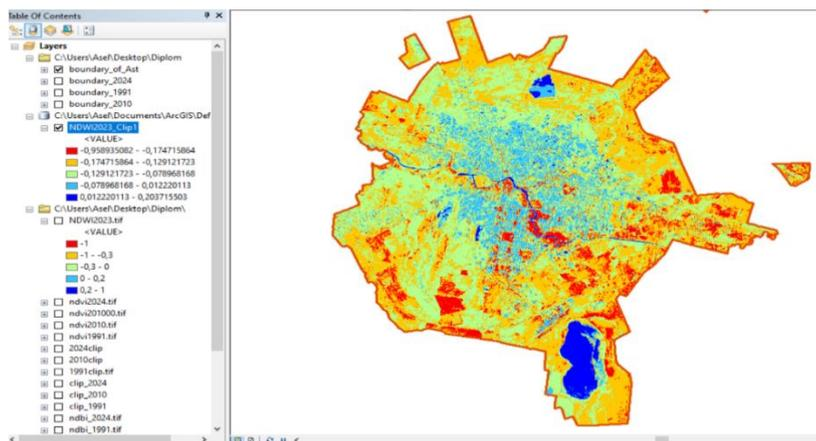 Table Of Contents
Layers
C:\Users\Asel\Desktop\Diplom
boundary_of_Ast
boundary_2024
boundary_1991
boundary_2010
C:\Users\Asel\Documents\ArcGIS\Def
NDWI2023_Clip1
<VALUE>
-0,958935082 - -0,174715864
-0,174715864 - -0,129121723
-0,129121723 - -0,078968168
-0,078968168 - 0,012220113
0,012220113 - 0,203715503
C:\Users\Asel\Desktop\Diplom\
NDWI2023.tif
<VALUE>
-1
-1 - -0,3
-0,3 - 0
0 - 0,2
0,2 - 1
ndvi2024.tif
ndvi201000.tif
ndvi2010.tif
ndvi1991.tif
2024clip
2010clip
1991clip.tif
clip_2024
clip_2010
clip_1991
ndbi_2024.tif
ndbi_1991.tif